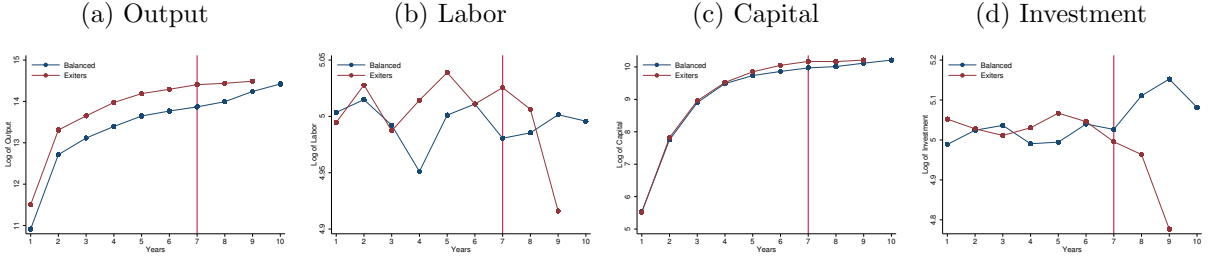 (a) Output
Balanced
Exiters
Log of Output
11 12 13 14 15
1 2 3 4 5 6 7 8 9 10
Years
(b) Labor
Balanced
Exiters
Log of Labor
4.9 4.95 5 5.05
1 2 3 4 5 6 7 8 9 10
Years
(c) Capital
Balanced
Exiters
Log of Capital
5 6 7 8 9 10
1 2 3 4 5 6 7 8 9 10
Years
(d) Investment
Balanced
Exiters
Log of Investment
4.8 4.9 5 5.1 5.2
1 2 3 4 5 6 7 8 9 10
Years